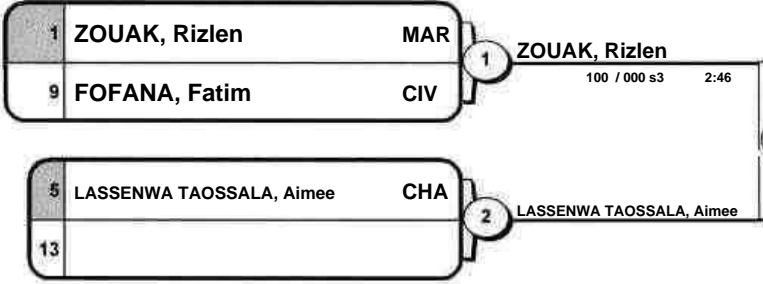 1 ZOUAK, Rizlen MAR
9 FOFANA, Fatim CIV
1
ZOUAK, Rizlen
100 / 000 s3 2:46
5 LASSENWA TAOSSALA, Aimee CHA
13
2
LASSENWA TAOSSALA, Aimee